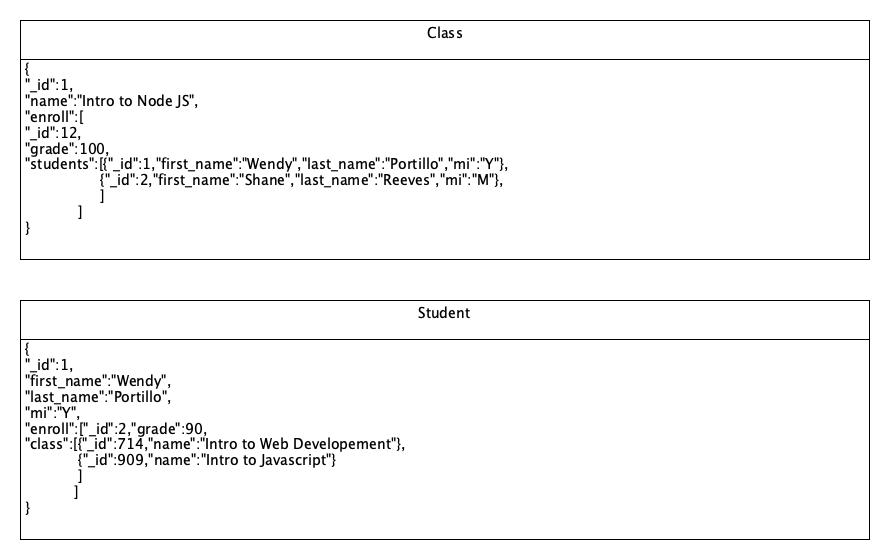 Class
{
"_id":1,
"name":"Intro to Node JS",
"enroll":[
"_id":12,
"grade":100,
"students":[{"_id":1,"first_name":"Wendy","last_name":"Portillo","mi":"Y"},
{"_id":2,"first_name":"Shane","last_name":"Reeves","mi":"M"},
]
]
}
Student
{
"_id":1,
"first_name":"Wendy",
"last_name":"Portillo",
"mi":"Y",
"enroll":["_id":2,"grade":90,
"class":[{"_id":714,"name":"Intro to Web Developement"},
{"_id":909,"name":"Intro to Javascript"}
]
]
}